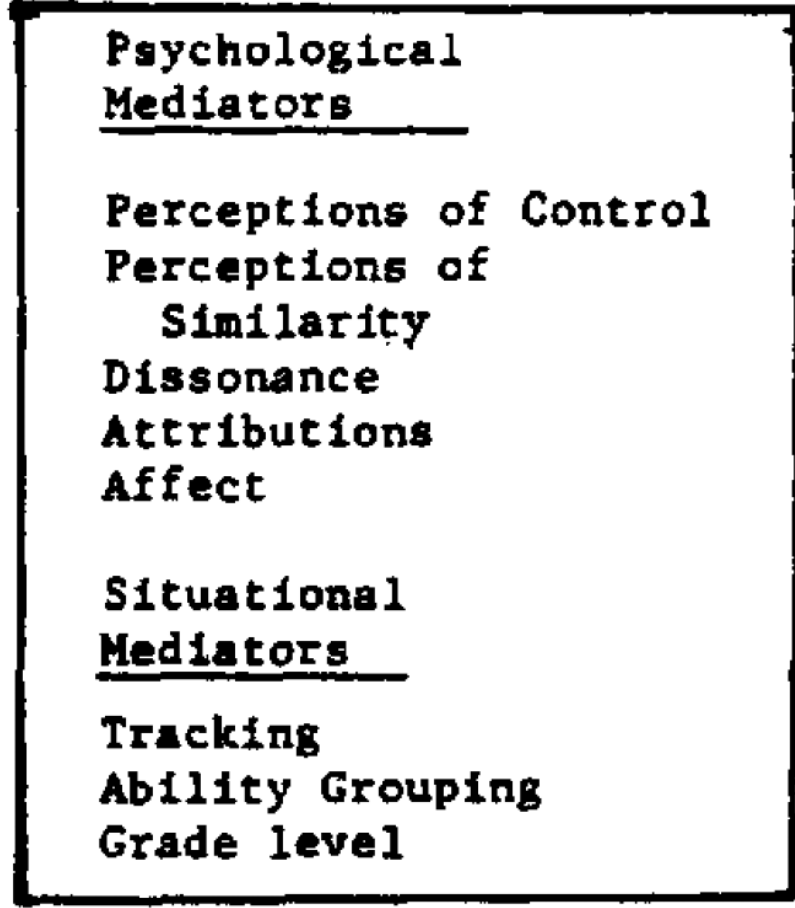 Psychological
Mediators
Perceptions of Control
Perceptions of
Similarity
Dissonance
Attributions
Affect
Situational
Mediators
Tracking
Ability Grouping
Grade level